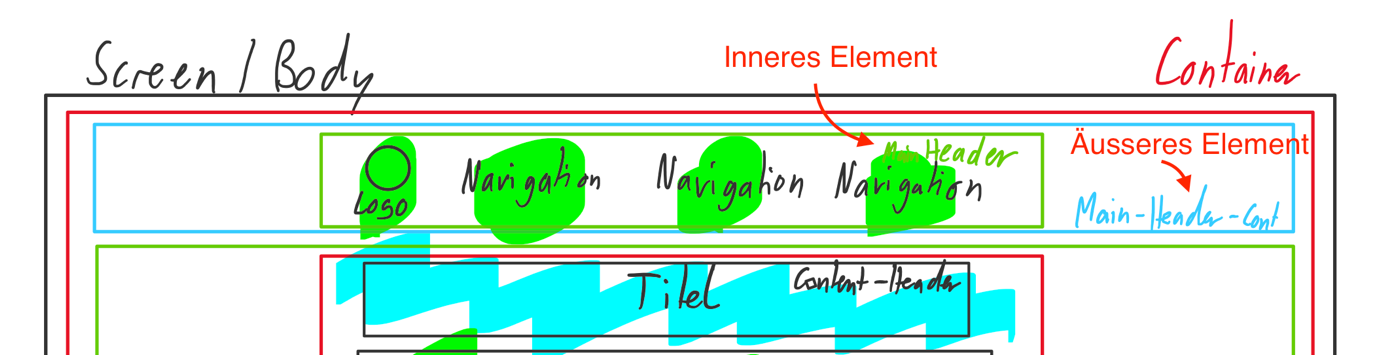 Screen / Body
Inneres Element
Container
Äusseres Element
Main Header
Logo
Navigation
Navigation
Navigation
Main-Header-Cont
Titel
Content-Header